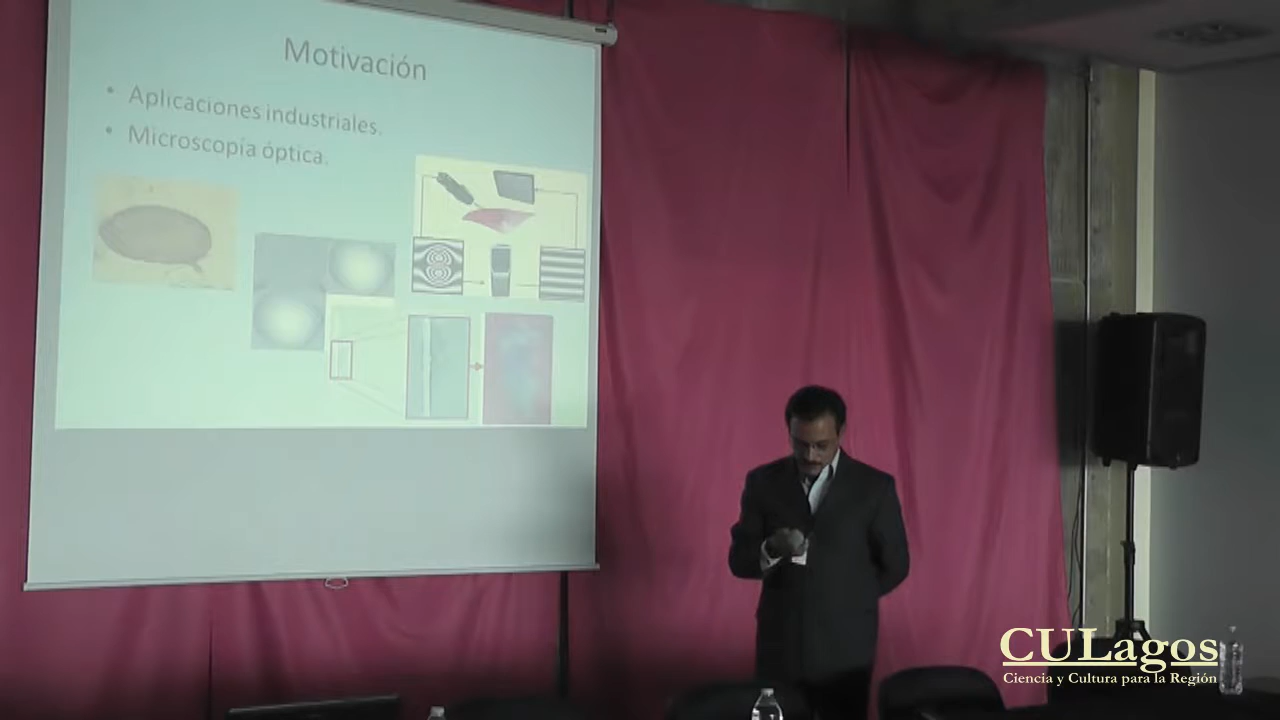 Motivación
• Aplicaciones industriales.
• Microscopía óptica.
CULagos
Ciencia y Cultura para la Región